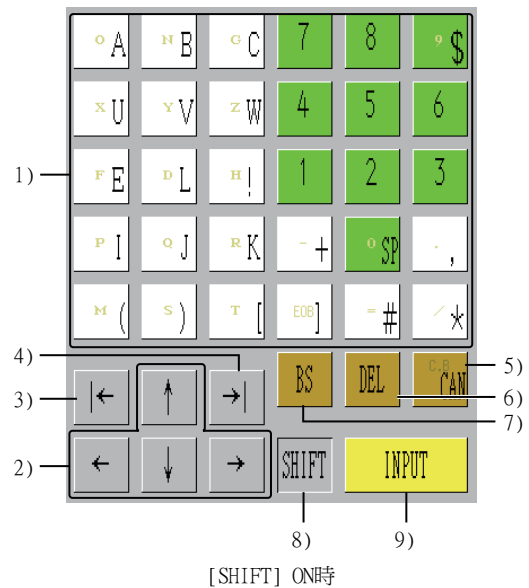 O A N B G C 7 8 9 $
X U Y V Z W 4 5 6
1) F E D L H ! 1 2 3
P I Q J R K - + 0 SP . ,
M ( S ) T [ EOB ] = # / *
4) BS DEL C.B CAN 5)
3) |← ↑ →| 6)
7)
2) ← ↓ → SHIFT INPUT
8) 9)
[SHIFT] ON時